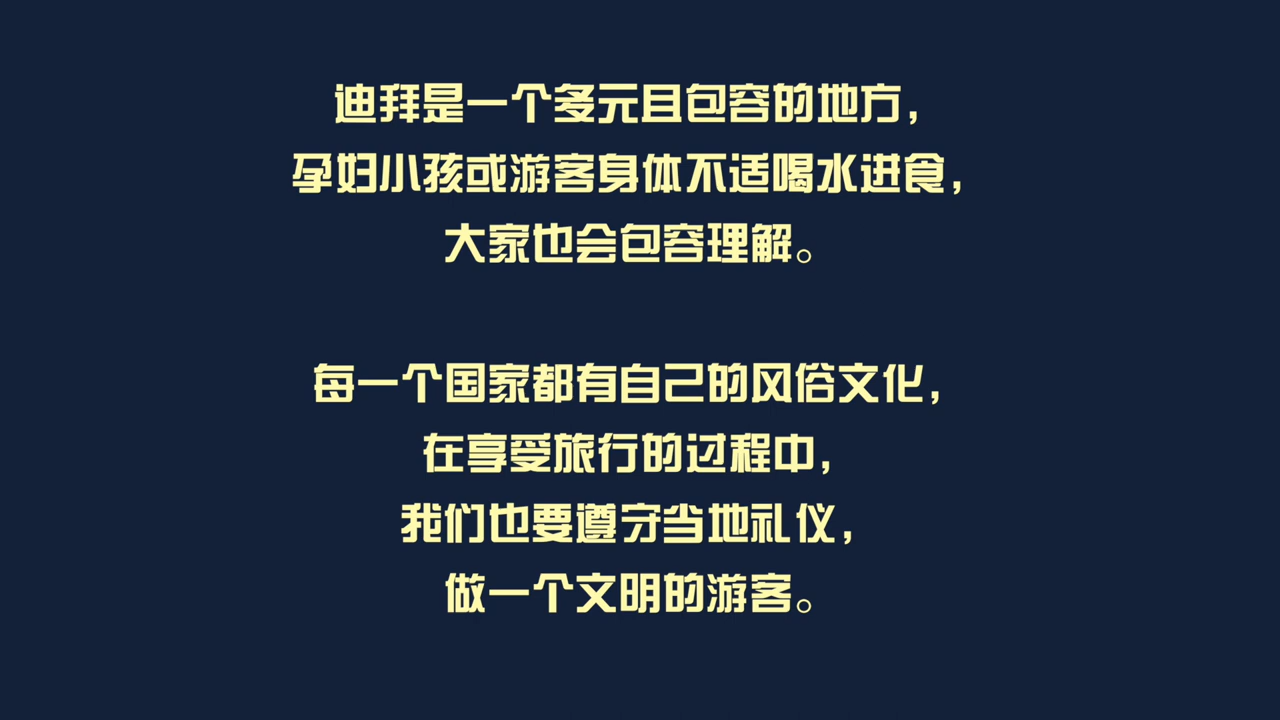 迪拜是一个多元且包容的地方，
孕妇小孩或游客身体不适喝水进食，
大家也会包容理解。
每一个国家都有自己的风俗文化，
在享受旅行的过程中，
我们也要遵守当地礼仪，
做一个文明的游客。